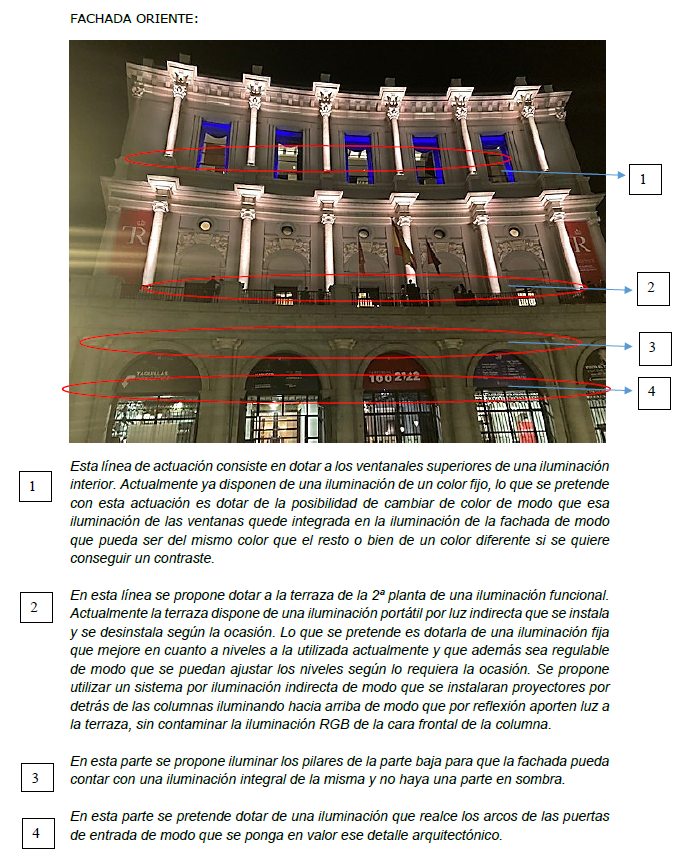 FACHADA ORIENTE:
TR
TR
1
2
3
4
TAQUILLAS
21/22
1
Esta línea de actuación consiste en dotar a los ventanales superiores de una iluminación
interior. Actualmente ya disponen de una iluminación de un color fijo, lo que se pretende
con esta actuación es dotar de la posibilidad de cambiar de color de modo que esa
iluminación de las ventanas quede integrada en la iluminación de la fachada de modo
que pueda ser del mismo color que el resto o bien de un color diferente si se quiere
conseguir un contraste.
2
En esta línea se propone dotar a la terraza de la 2ª planta de una iluminación funcional.
Actualmente la terraza dispone de una iluminación portátil por luz indirecta que se instala
y se desinstala según la ocasión. Lo que se pretende es dotarla de una iluminación fija
que mejore en cuanto a niveles a la utilizada actualmente y que además sea regulable
de modo que se puedan ajustar los niveles según lo requiera la ocasión. Se propone
utilizar un sistema por iluminación indirecta de modo que se instalaran proyectores por
detrás de las columnas iluminando hacia arriba de modo que por reflexión aporten luz a
la terraza, sin contaminar la iluminación RGB de la cara frontal de la columna.
3
En esta parte se propone iluminar los pilares de la parte baja para que la fachada pueda
contar con una iluminación integral de la misma y no haya una parte en sombra.
4
En esta parte se pretende dotar de una iluminación que realce los arcos de las puertas
de entrada de modo que se ponga en valor ese detalle arquitectónico.